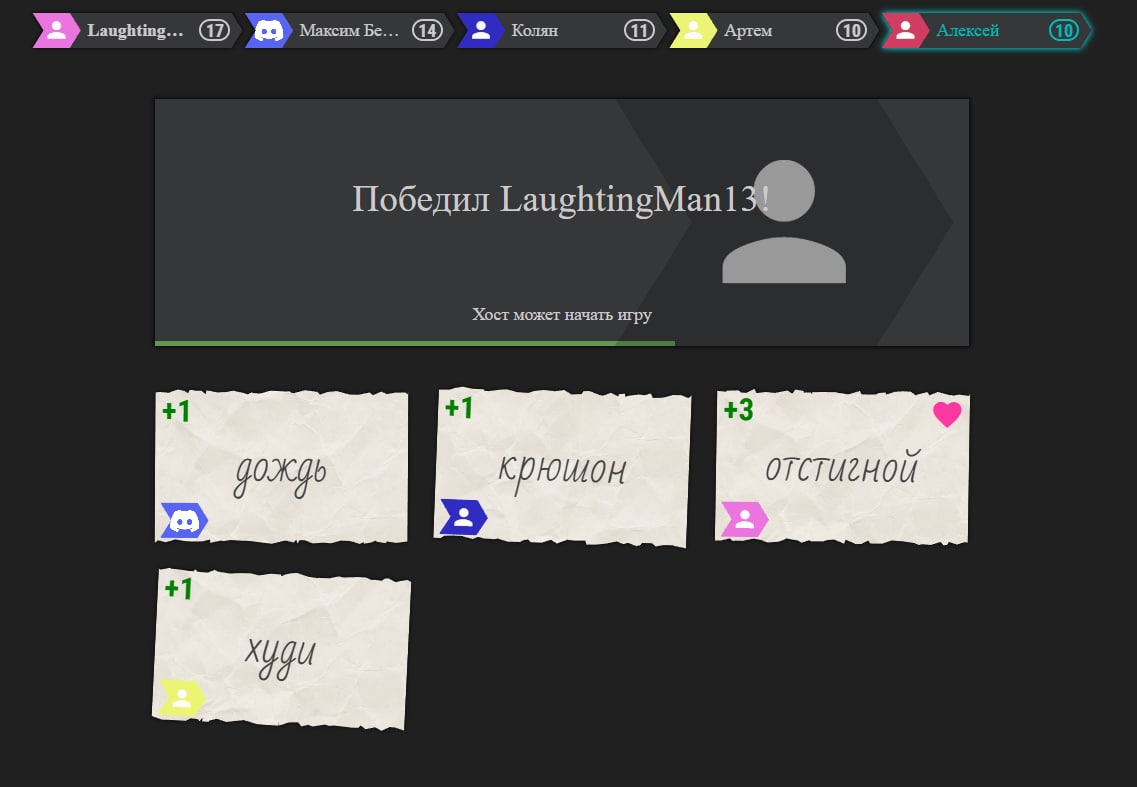 Laughting... 17
Максим Бе... 14
Колян 11
Артем 10
Алексей 10
Победил LaughtingMan13!
Хост может начать игру
+1
дождь
+1
крюшон
+3
отстигной
+1
худи